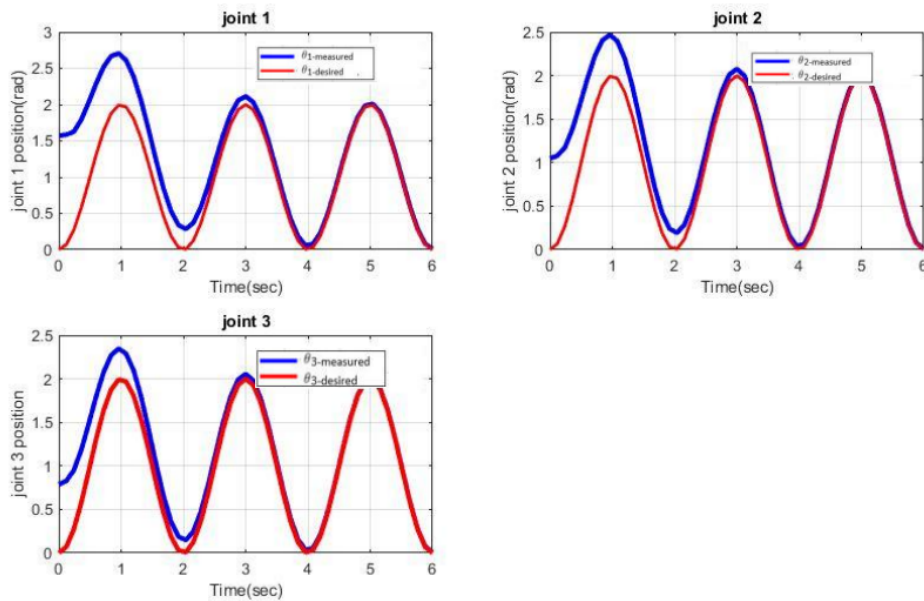 joint 1
θ1-measured
θ1-desired
joint 1 position(rad)
3
2.5
2
1.5
1
0.5
0
0 1 2 3 4 5 6
Time(sec)
joint 2
θ2-measured
θ2-desired
joint 2 position(rad)
2.5
2
1.5
1
0.5
0
0 1 2 3 4 5 6
Time(sec)
joint 3
θ3-measured
θ3-desired
joint 3 position
2.5
2
1.5
1
0.5
0
0 1 2 3 4 5 6
Time(sec)